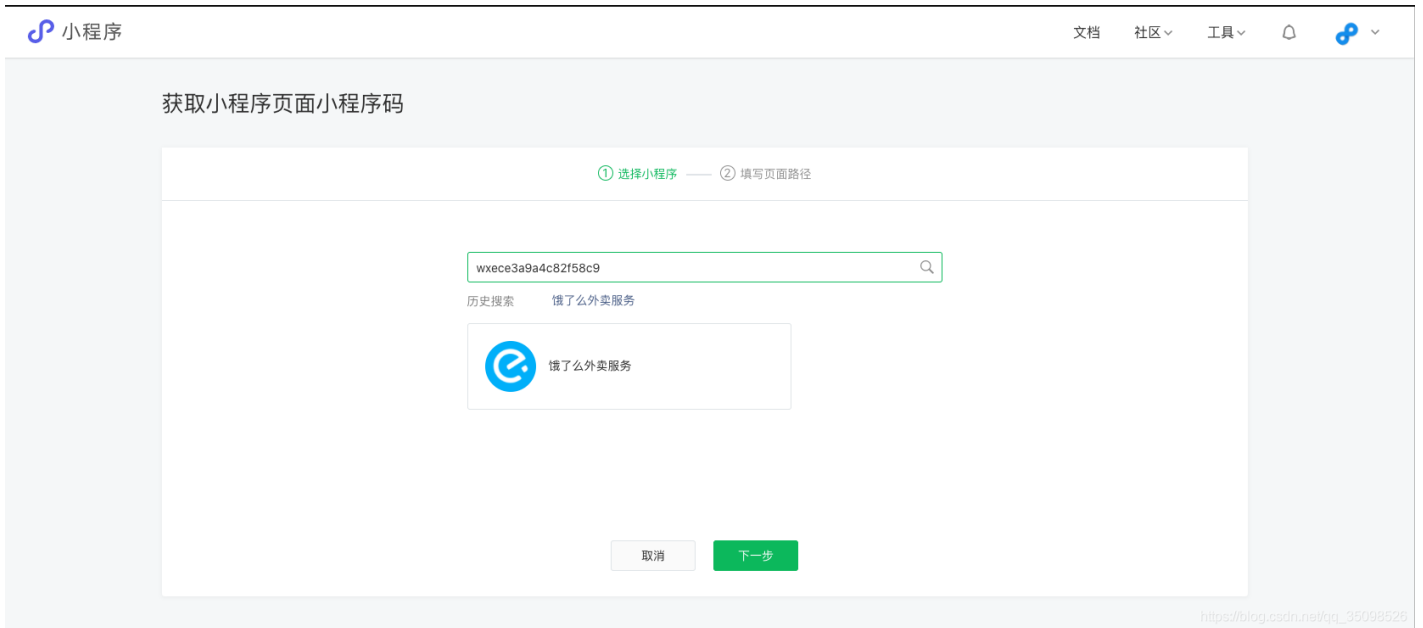 小程序 文档 社区 工具
获取小程序页面小程序码
① 选择小程序 ② 填写页面路径
wxece3a9a4c82f58c9
历史搜索 饿了么外卖服务
饿了么外卖服务
取消 下一步
https://blog.csdn.net/qq_35098526